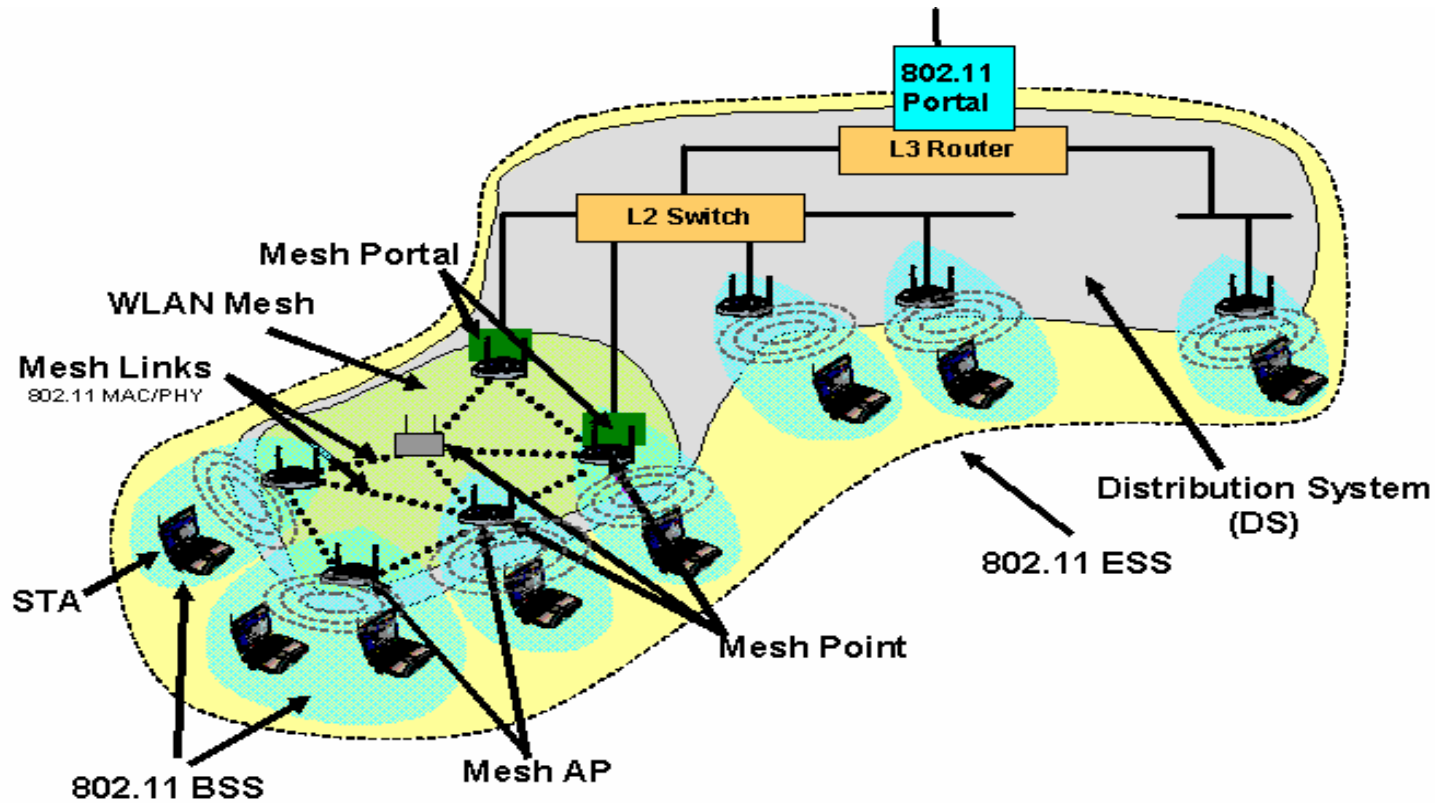 802.11
Portal
L3 Router
L2 Switch
Mesh Portal
WLAN Mesh
Mesh Links
802.11 MAC/PHY
Distribution System
(DS)
802.11 ESS
STA
Mesh Point
Mesh AP
802.11 BSS